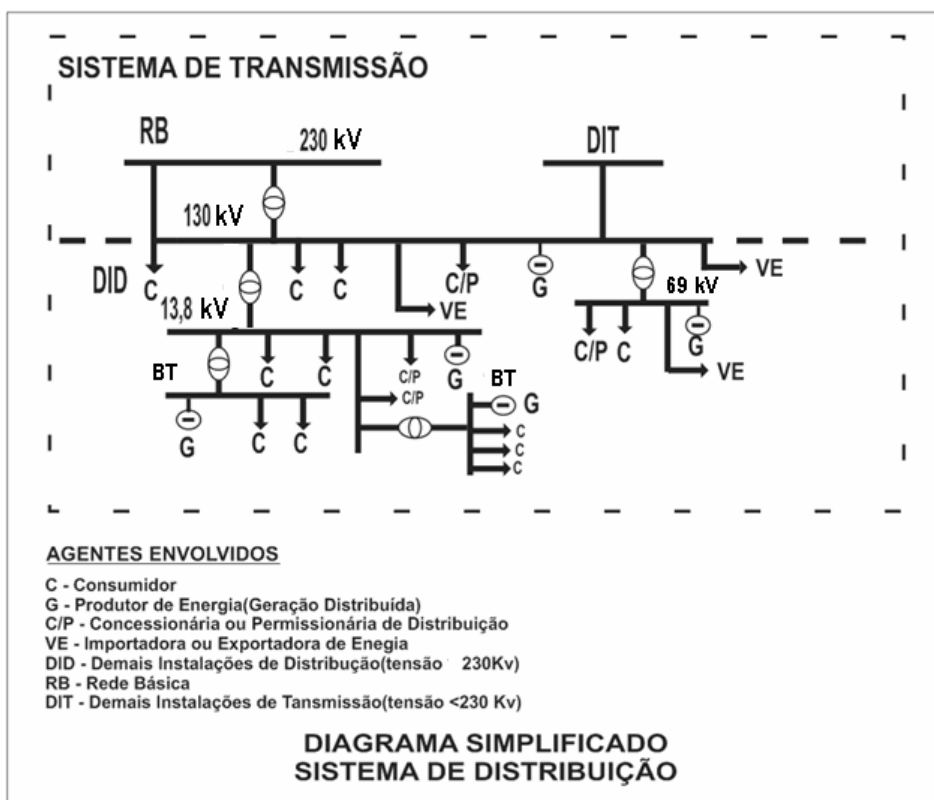 SISTEMA DE TRANSMISSÃO
RB
230 kV
DIT
130 kV
DID
C
C
C
VE
C/P
G
VE
69 kV
13,8 kV
C/P
C
G
VE
BT
C
C
C/P
C/P
G
BT
G
C
C
G
C
C
C
AGENTES ENVOLVIDOS
C - Consumidor
G - Produtor de Energia(Geração Distribuída)
C/P - Concessionária ou Permissionária de Distribuição
VE - Importadora ou Exportadora de Enegia
DID - Demais Instalações de Distribução(tensão 230Kv)
RB - Rede Básica
DIT - Demais Instalações de Tansmissão(tensão <230 Kv)
DIAGRAMA SIMPLIFICADO
SISTEMA DE DISTRIBUIÇÃO